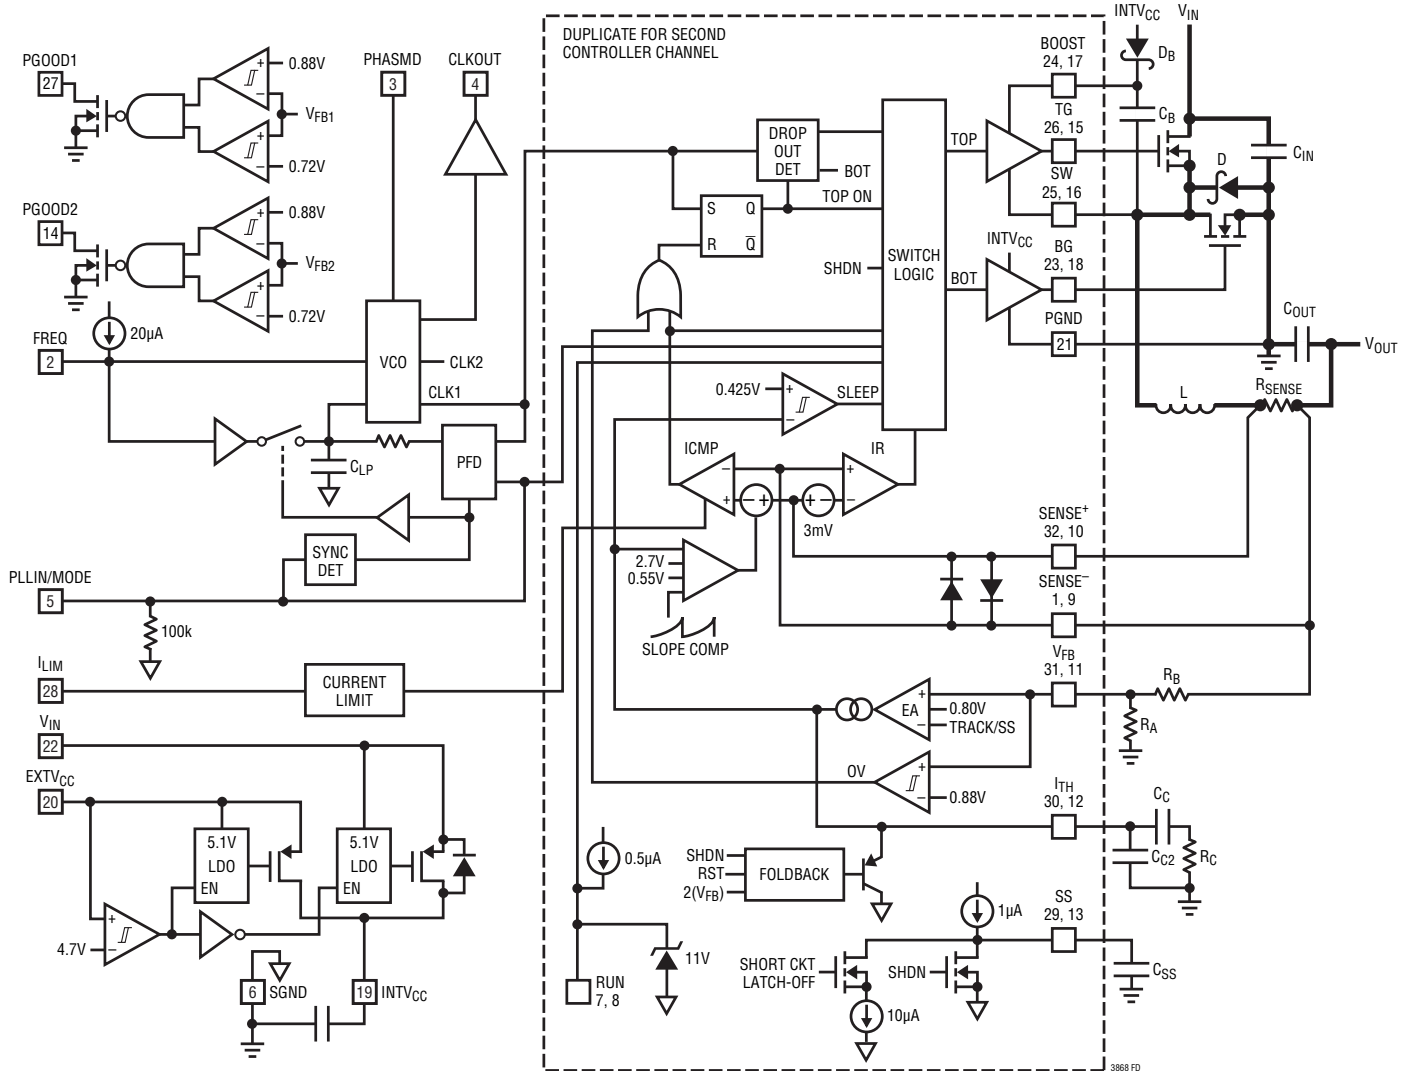 DUPLICATE FOR SECOND
CONTROLLER CHANNEL
INTVCC
VIN
BOOST
24, 17
DB
PGOOD1
27
0.88V
VFB1
0.72V
PHASMD
3
CLKOUT
4
DROP
OUT
DET
BOT
TOP ON
TOP
TG
26, 15
CB
CIN
D
SW
25, 16
S
Q
R
Q̅
SWITCH
LOGIC
SHDN
INTVCC
BOT
BG
23, 18
PGND
21
COUT
VOUT
PGOOD2
14
0.88V
VFB2
0.72V
20µA
FREQ
2
VCO
CLK2
CLK1
0.425V
SLEEP
L
RSENSE
CLP
PFD
ICMP
IR
3mV
SENSE+
32, 10
SENSE–
1, 9
SYNC
DET
2.7V
0.55V
SLOPE COMP
PLLIN/MODE
5
100k
ILIM
28
CURRENT
LIMIT
VFB
31, 11
RB
RA
EA
0.80V
TRACK/SS
VIN
22
EXTVCC
20
OV
0.88V
ITH
30, 12
CC
CC2
RC
5.1V
LDO
EN
5.1V
LDO
EN
4.7V
0.5µA
SHDN
RST
2(VFB)
FOLDBACK
1µA
SS
29, 13
CSS
11V
SHORT CKT
LATCH-OFF
SHDN
10µA
RUN
7, 8
6
SGND
19
INTVCC
3868 FD